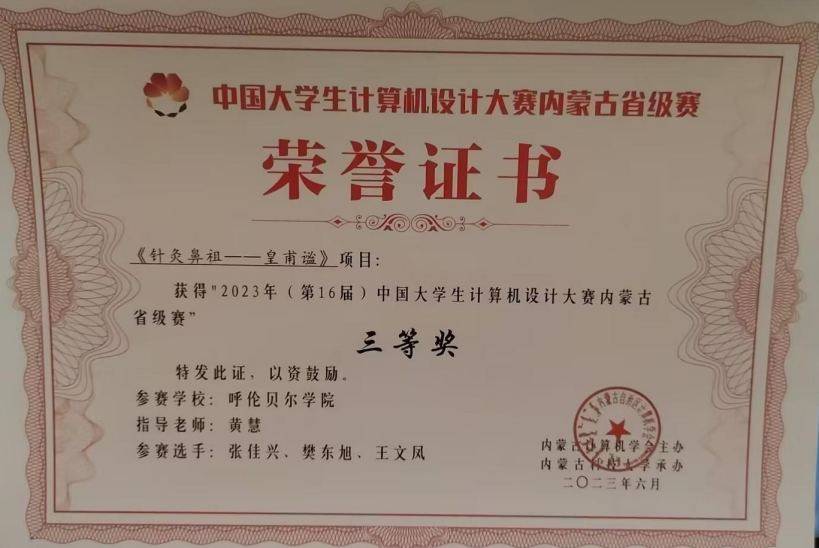 中国大学生计算机设计大赛内蒙古省级赛
荣誉证书
《针灸鼻祖——皇甫谧》项目:
获得"2023年（第16届）中国大学生计算机设计大赛内蒙古
省级赛”
三等奖
特发此证，以资鼓励。
参赛学校：呼伦贝尔学院
指导老师：黄慧
参赛选手：张佳兴、樊东旭、王文凤
内蒙古计算机学会主办
内蒙古科技大学承办
二〇二三年六月